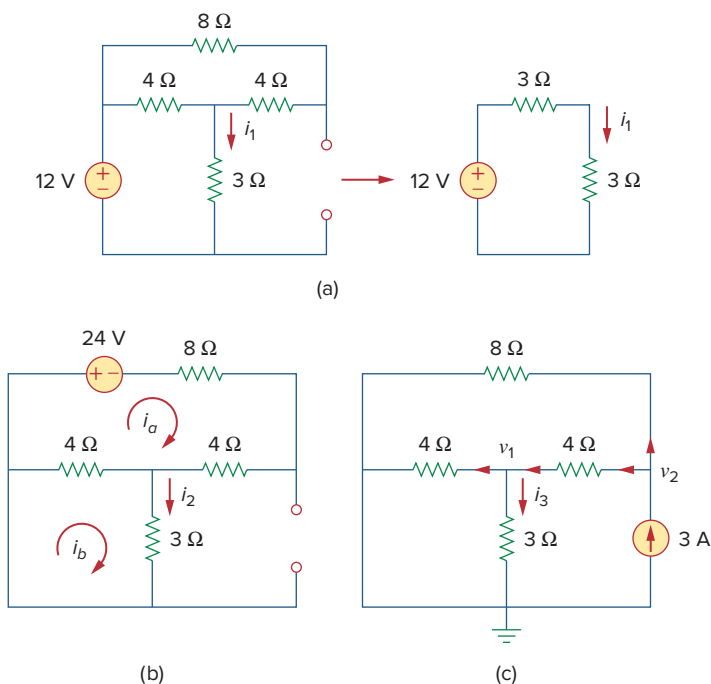 8 Ω
4 Ω 4 Ω
i1
12 V + − 3 Ω
3 Ω
i1
12 V + − 3 Ω
(a)
24 V
+ − 8 Ω
ia
4 Ω 4 Ω
i2
ib 3 Ω
(b)
8 Ω
4 Ω v1 4 Ω
v2
i3
3 Ω 3 A
(c)